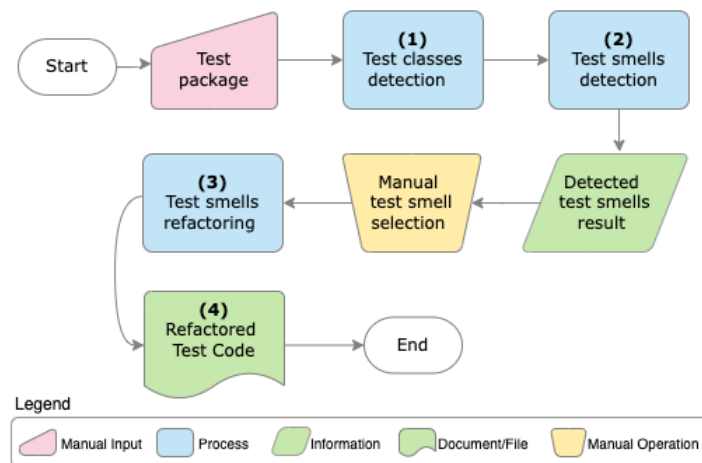 Start
Test
package
(1)
Test classes
detection
(2)
Test smells
detection
Detected
test smells
result
Manual
test smell
selection
(3)
Test smells
refactoring
(4)
Refactored
Test Code
End
Legend
Manual Input
Process
Information
Document/File
Manual Operation